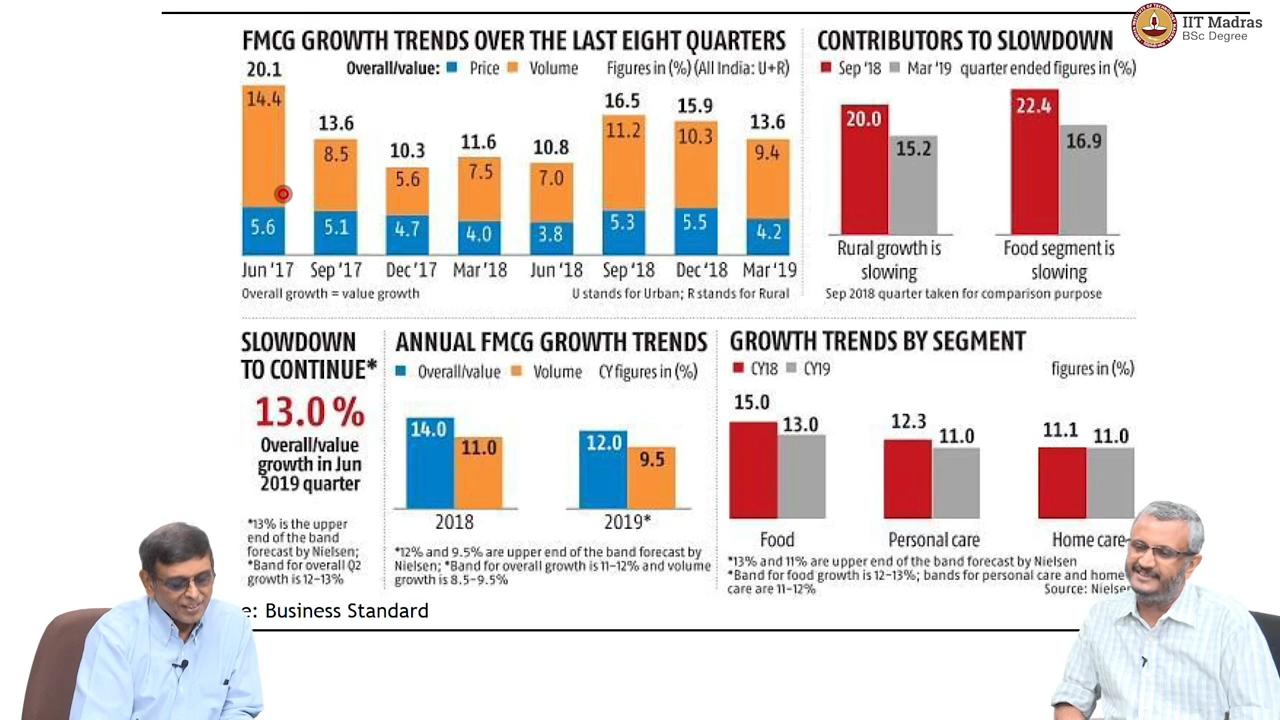 IIT Madras
BSc Degree
FMCG GROWTH TRENDS OVER THE LAST EIGHT QUARTERS
Overall/value: Price Volume Figures in (%) (All India: U+R)
20.1
14.4
5.6
13.6
8.5
5.1
10.3
5.6
4.7
11.6
7.5
4.0
10.8
7.0
3.8
16.5
11.2
5.3
15.9
10.3
5.5
13.6
9.4
4.2
Jun ‘17 Sep ‘17 Dec ‘17 Mar ‘18 Jun ‘18 Sep ‘18 Dec ‘18 Mar ‘19
Overall growth = value growth
U stands for Urban; R stands for Rural
CONTRIBUTORS TO SLOWDOWN
Sep ‘18 Mar ‘19 quarter ended figures in (%)
20.0
15.2
22.4
16.9
Rural growth is
slowing
Food segment is
slowing
Sep 2018 quarter taken for comparison purpose
SLOWDOWN
TO CONTINUE*
13.0 %
Overall/value
growth in Jun
2019 quarter
*13% is the upper
end of the band
forecast by Nielsen;
*Band for overall Q2
growth is 12–13%
ANNUAL FMCG GROWTH TRENDS
Overall/value Volume CY figures in (%)
14.0
11.0
12.0
9.5
2018
2019*
*12% and 9.5% are upper end of the band forecast by
Nielsen; *Band for overall growth is 11–12% and volume
growth is 8.5–9.5%
GROWTH TRENDS BY SEGMENT
CY18 CY19 figures in (%)
15.0
13.0
12.3
11.0
11.1
11.0
Food
Personal care
Home care
*13% and 11% are upper end of the band forecast by Nielsen
*Band for food growth is 12–13%; bands for personal care and home
care are 11–12%
Source: Nielsen
e: Business Standard